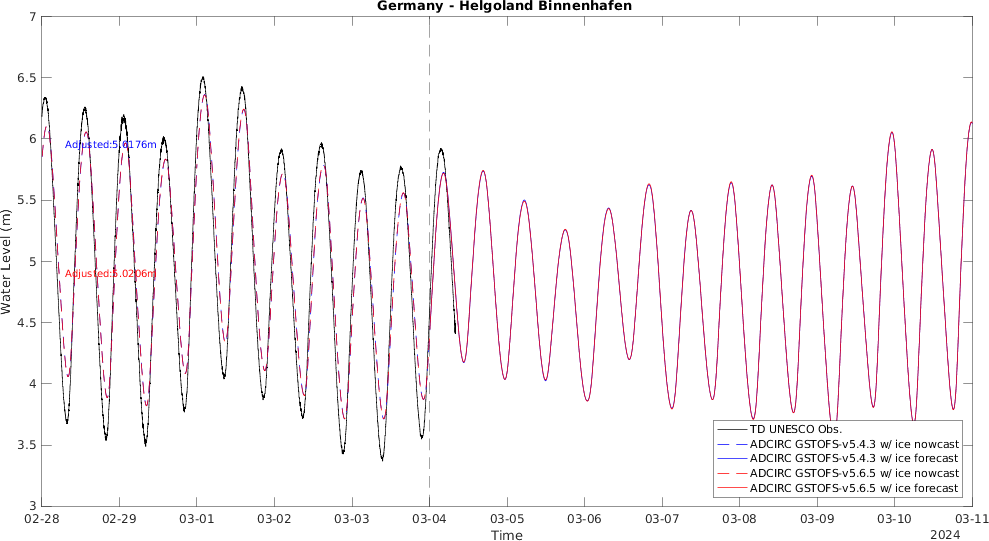 Germany - Helgoland Binnenhafen
7
6.5
6
5.5
5
4.5
4
3.5
3
Water Level (m)
Adjusted:5.0206m
TD UNESCO Obs.
ADCIRC GSTOFS-v5.4.3 w/ ice nowcast
ADCIRC GSTOFS-v5.4.3 w/ ice forecast
ADCIRC GSTOFS-v5.6.5 w/ ice nowcast
ADCIRC GSTOFS-v5.6.5 w/ ice forecast
02-28
02-29
03-01
03-02
03-03
03-04
03-05
03-06
03-07
03-08
03-09
03-10
03-11
Time
2024